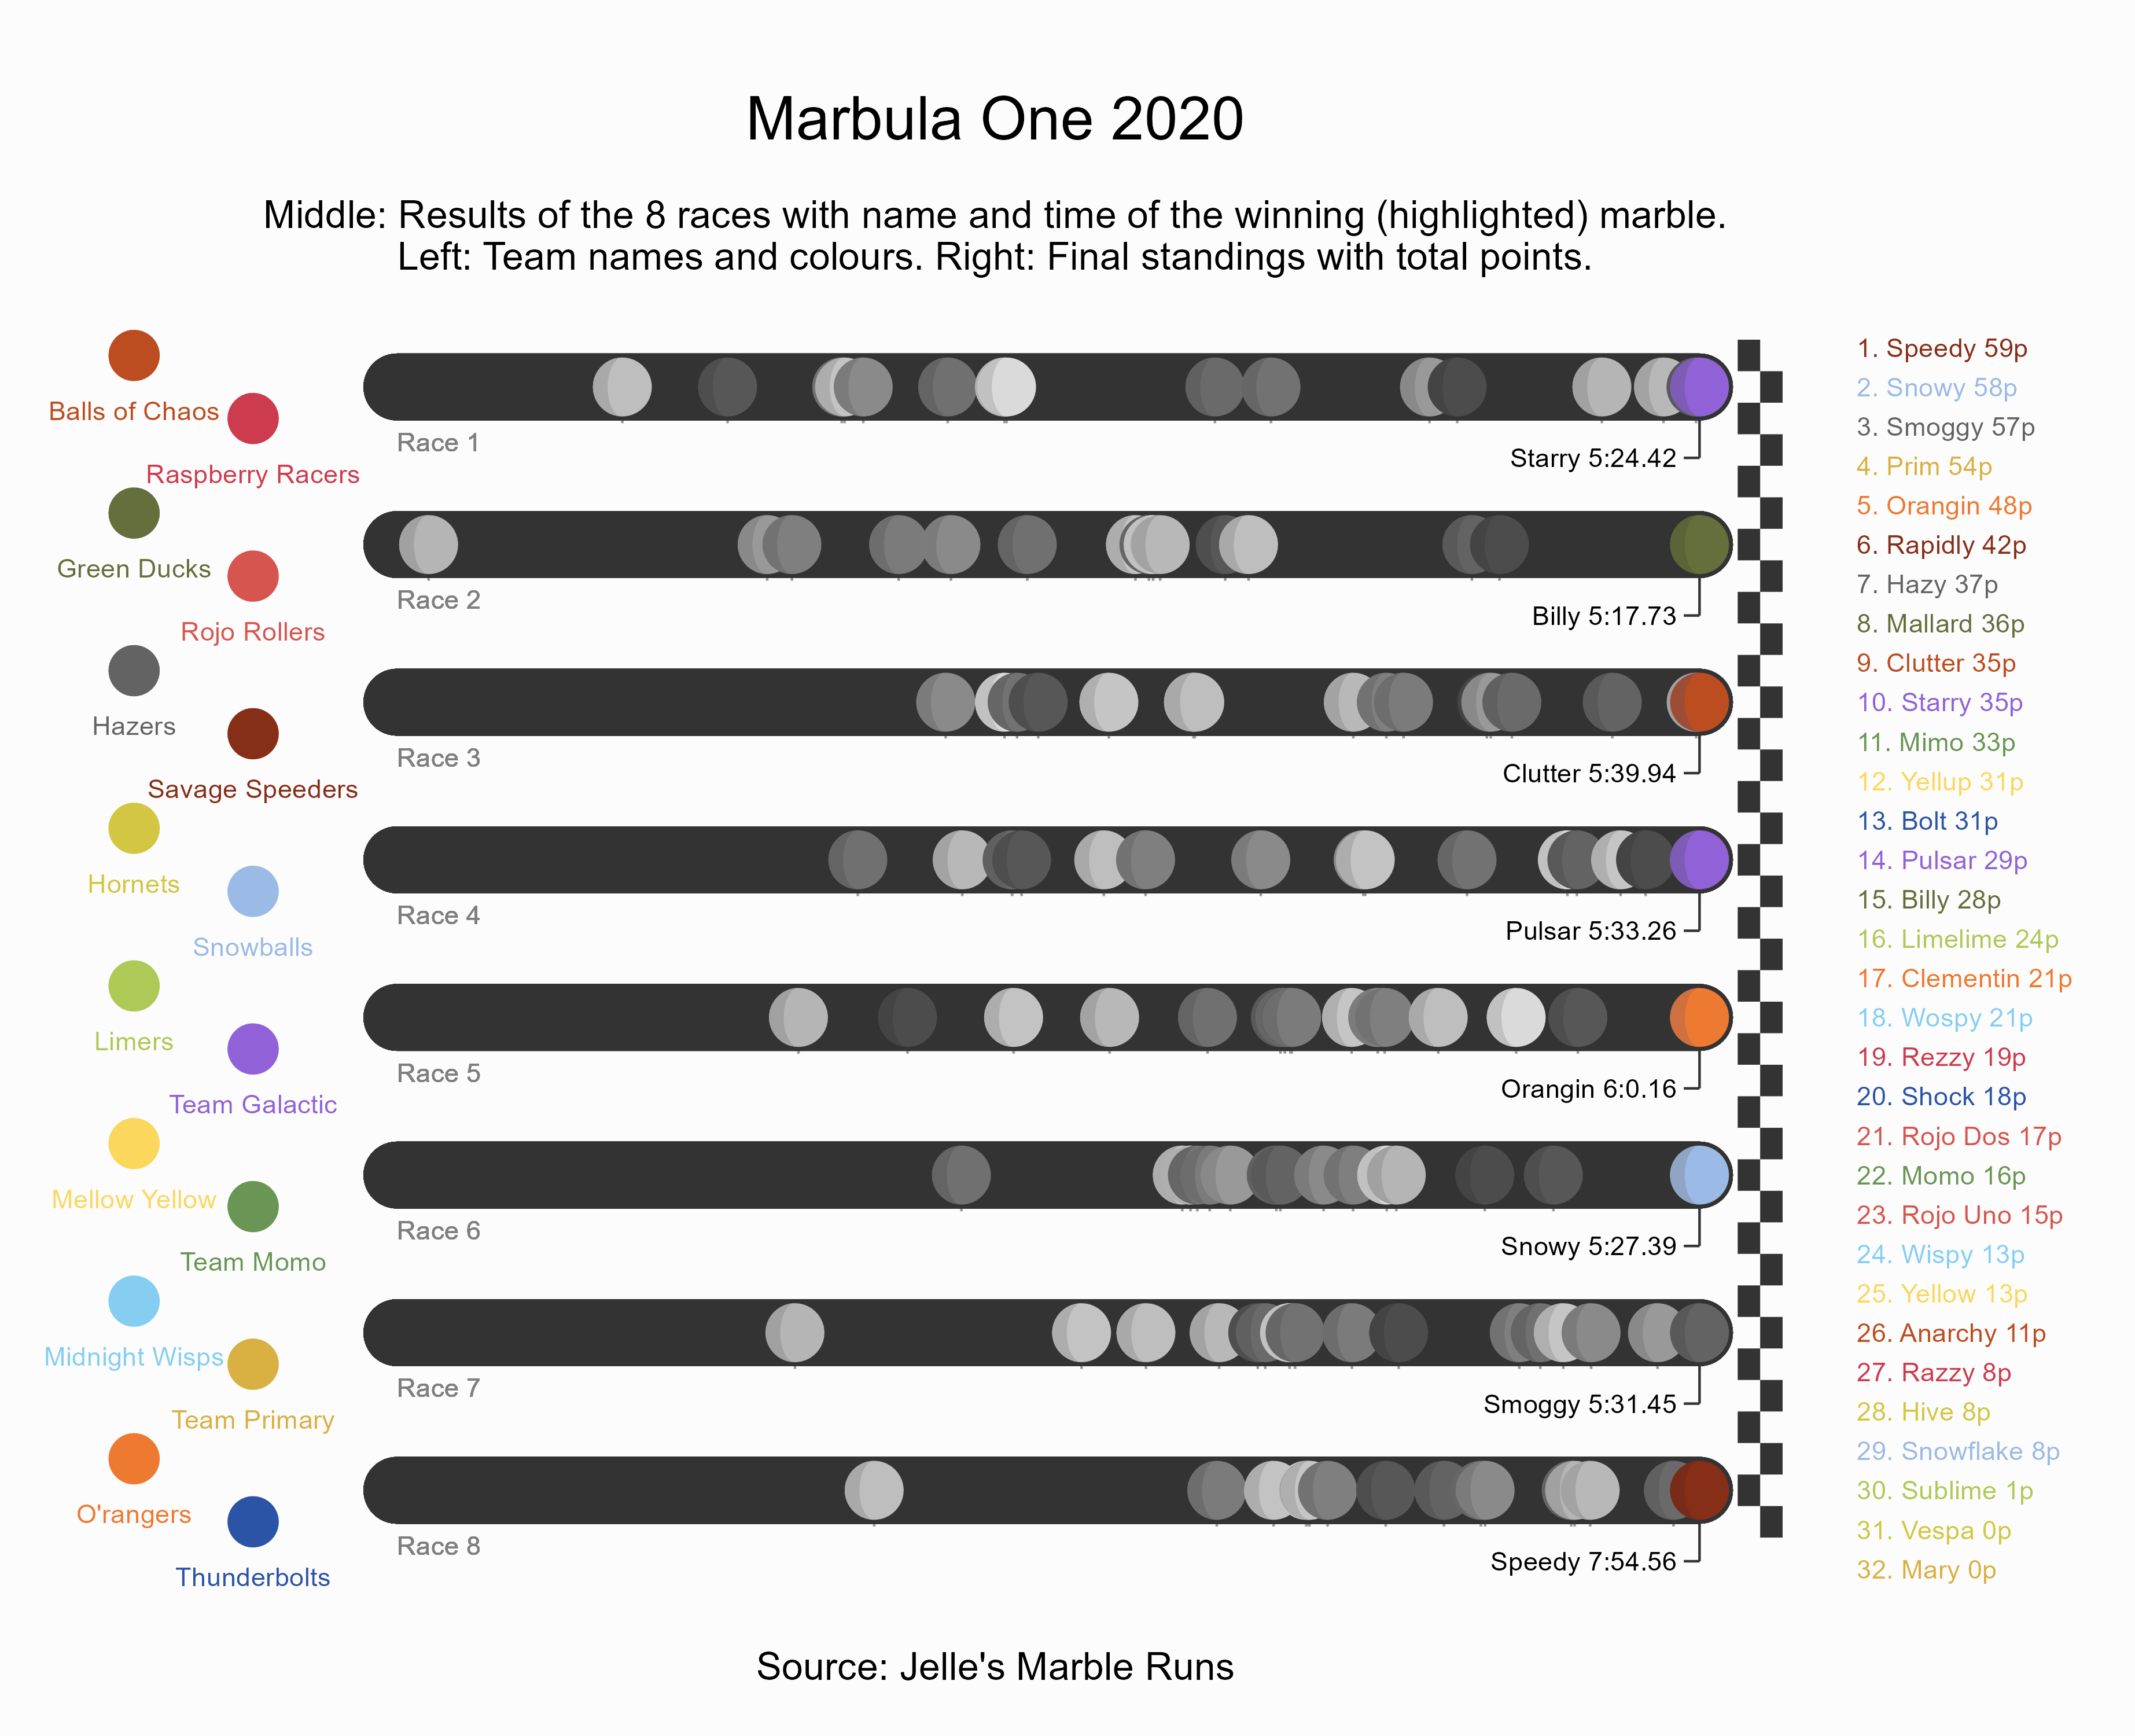 Marbula One 2020
Middle: Results of the 8 races with name and time of the winning (highlighted) marble.
Left: Team names and colours. Right: Final standings with total points.
Balls of Chaos
Raspberry Racers
Green Ducks
Rojo Rollers
Hazers
Savage Speeders
Hornets
Snowballs
Limers
Team Galactic
Mellow Yellow
Team Momo
Midnight Wisps
Team Primary
O'rangers
Thunderbolts
Race 1
Starry 5:24.42
Race 2
Billy 5:17.73
Race 3
Clutter 5:39.94
Race 4
Pulsar 5:33.26
Race 5
Orangin 6:0.16
Race 6
Snowy 5:27.39
Race 7
Smoggy 5:31.45
Race 8
Speedy 7:54.56
1. Speedy 59p
2. Snowy 58p
3. Smoggy 57p
4. Prim 54p
5. Orangin 48p
6. Rapidly 42p
7. Hazy 37p
8. Mallard 36p
9. Clutter 35p
10. Starry 35p
11. Mimo 33p
12. Yellup 31p
13. Bolt 31p
14. Pulsar 29p
15. Billy 28p
16. Limelime 24p
17. Clementin 21p
18. Wospy 21p
19. Rezzy 19p
20. Shock 18p
21. Rojo Dos 17p
22. Momo 16p
23. Rojo Uno 15p
24. Wispy 13p
25. Yellow 13p
26. Anarchy 11p
27. Razzy 8p
28. Hive 8p
29. Snowflake 8p
30. Sublime 1p
31. Vespa 0p
32. Mary 0p
Source: Jelle's Marble Runs